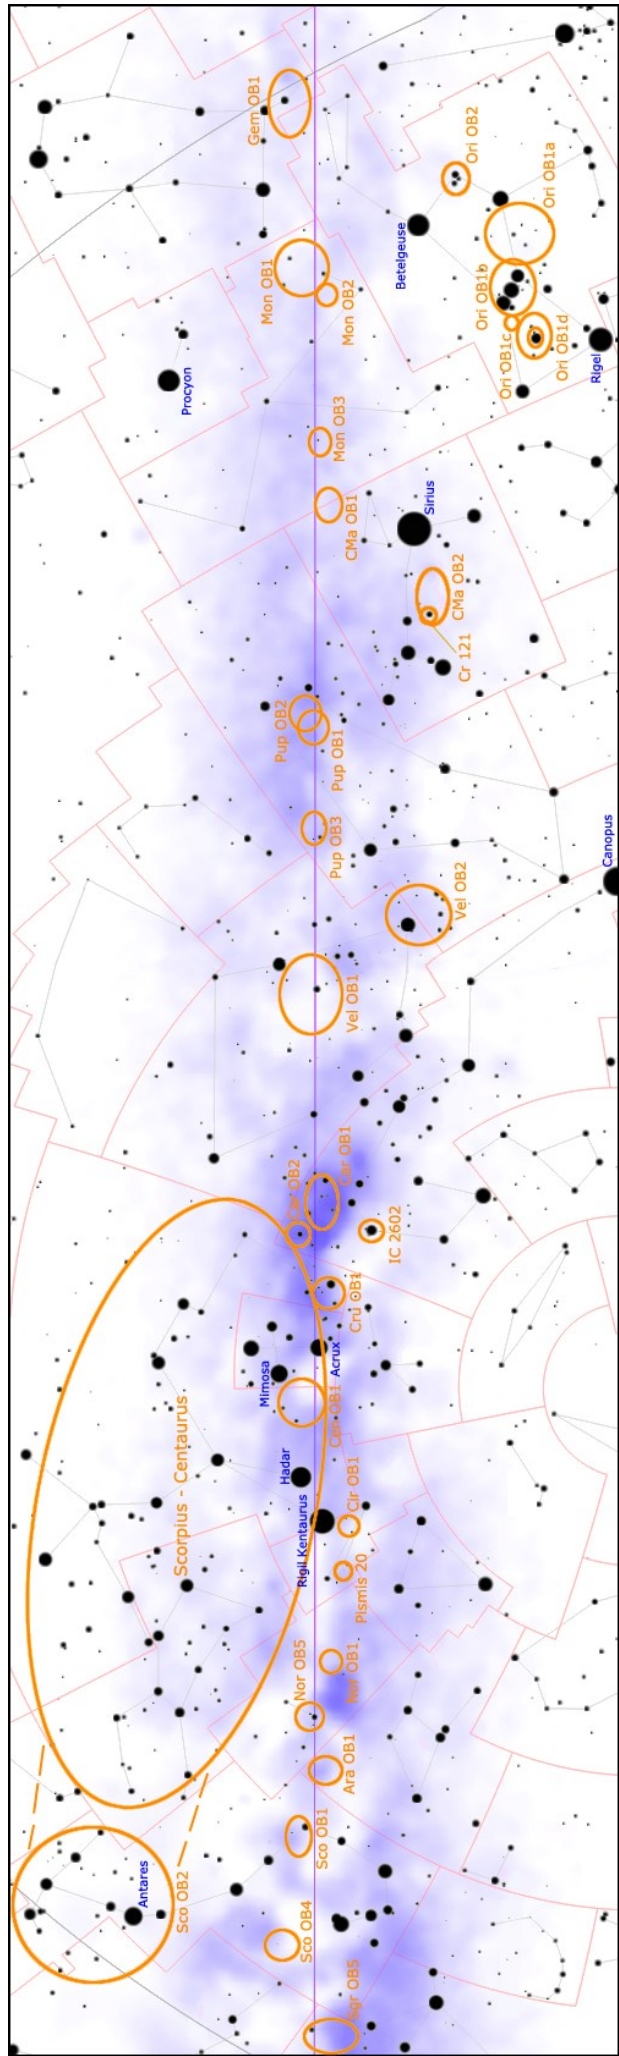 Gem OB1
Ori OB2
Ori OB1a
Betelgeuse
Mon OB1
Mon OB2
Ori OB1b
Ori OB1c
Ori OB1d
Rigel
Procyon
Mon OB3
CMa OB1
Sirius
CMa OB2
Cr 121
Pup OB2
Pup OB1
Pup OB3
Canopus
Vel OB2
Vel OB1
Car OB1
Car OB2
IC 2602
Cru OB1
Acrux
Mimosa
Cen OB1
Scorpius - Centaurus
Hadar
Rigil Kentaurus
Cir OB1
Pismis 20
Nor OB1
Nor OB5
Ara OB1
Sco OB1
Antares
Sco OB2
Sco OB4
Sgr OB5